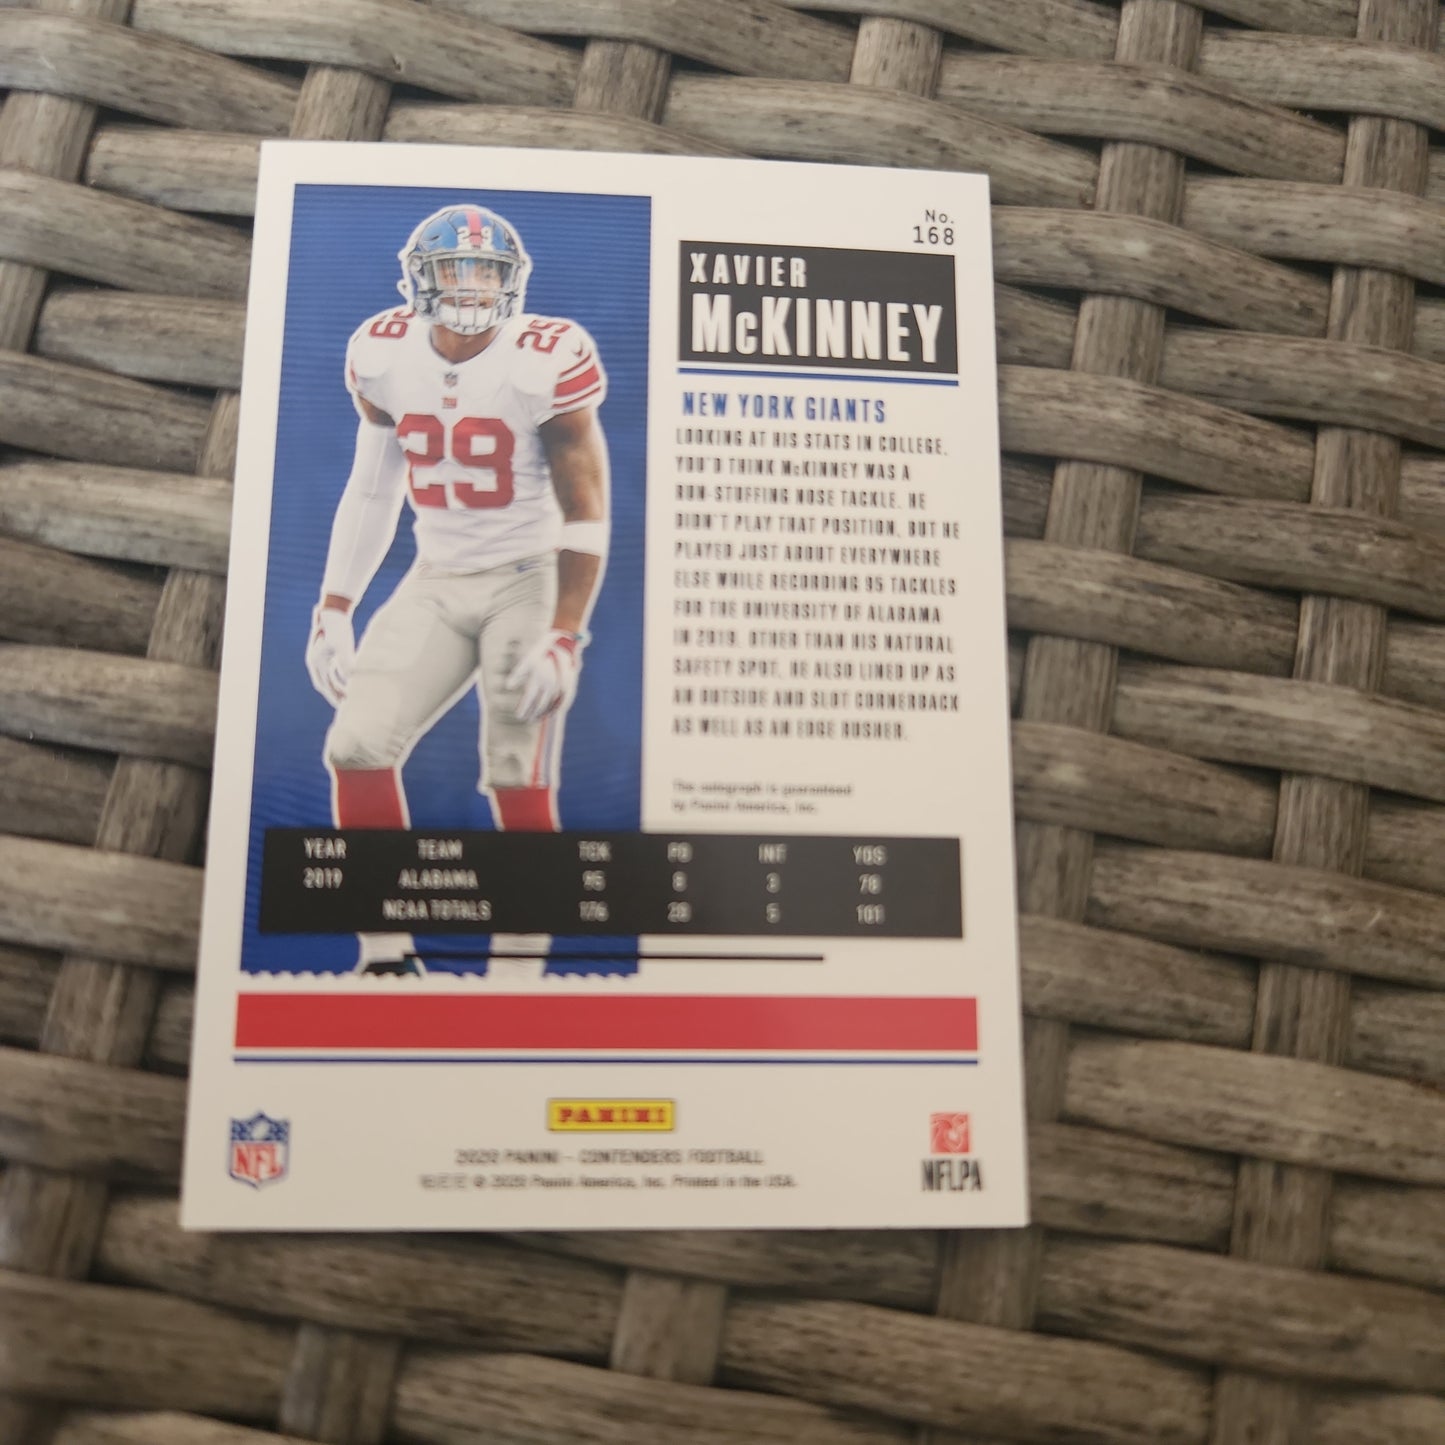 No.
168
XAVIER
McKINNEY
NEW YORK GIANTS
LOOKING AT HIS STATS IN COLLEGE,
YOU'D THINK McKINNEY WAS A
RUN-STUFFING NOSE TACKLE. HE
DIDN'T PLAY THAT POSITION, BUT HE
PLAYED JUST ABOUT EVERYWHERE
ELSE WHILE RECORDING 95 TACKLES
FOR THE UNIVERSITY OF ALABAMA
IN 2019. OTHER THAN HIS NATURAL
SAFETY SPOT, HE ALSO LINED UP AS
AN OUTSIDE AND SLOT CORNERBACK
AS WELL AS AN EDGE RUSHER.
The autograph is guaranteed
by Panini America, Inc.
29
29
29
29
YEAR TEAM TCK PD INT YDS
2019 ALABAMA 95 3 78
NCAA TOTALS 176 5 101
PANINI
2020 PANINI - CONTENDERS FOOTBALL
© 2020 Panini America, Inc. Printed in the USA.
NFL
NFLPA